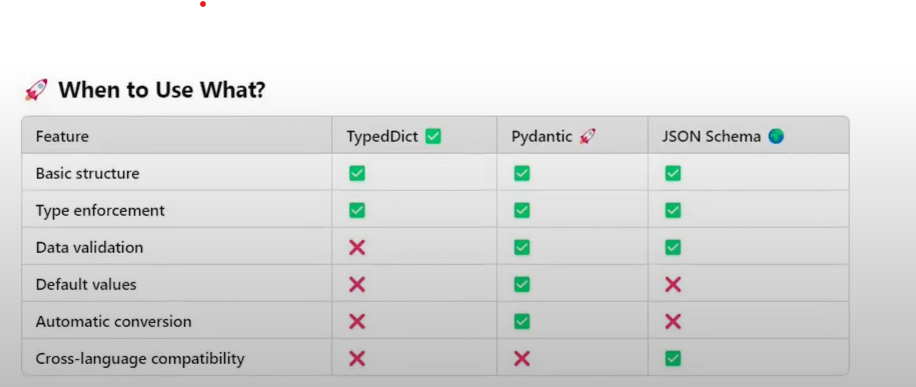 🚀 When to Use What?
Feature TypedDict ✅ Pydantic 🚀 JSON Schema 🌍
Basic structure ✅ ✅ ✅
Type enforcement ✅ ✅ ✅
Data validation ❌ ✅ ✅
Default values ❌ ✅ ❌
Automatic conversion ❌ ✅ ❌
Cross-language compatibility ❌ ❌ ✅